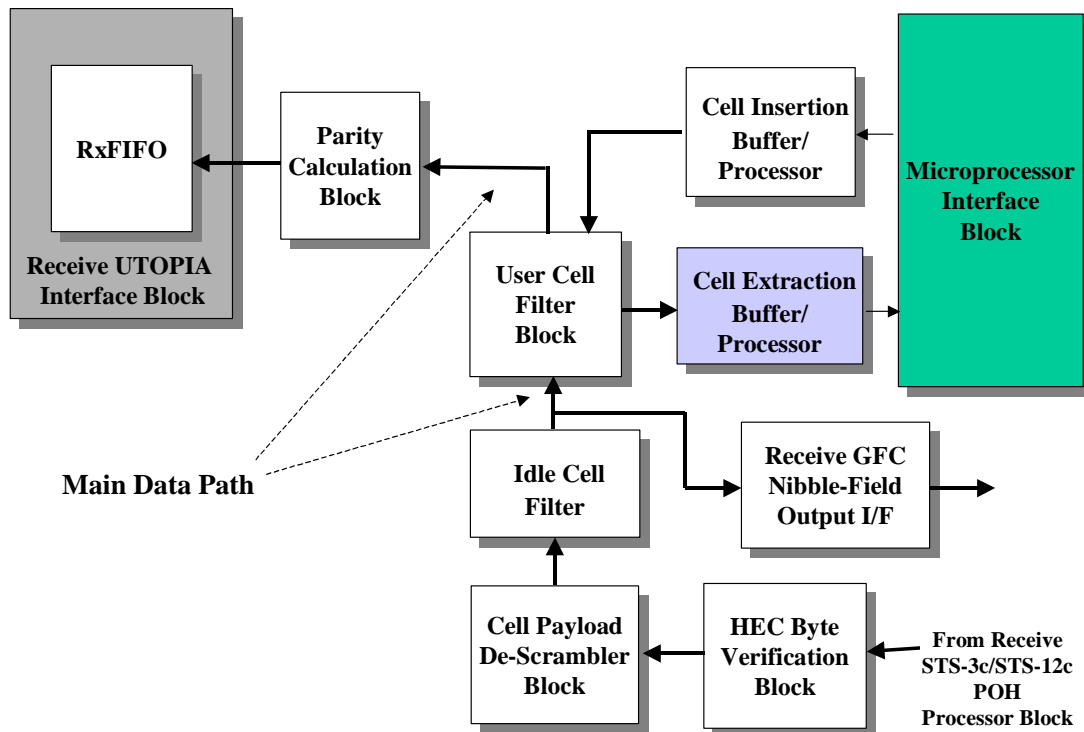 RxFIFO
Receive UTOPIA
Interface Block
Parity
Calculation
Block
Cell Insertion
Buffer/
Processor
Microprocessor
Interface
Block
User Cell
Filter
Block
Cell Extraction
Buffer/
Processor
Main Data Path
Idle Cell
Filter
Receive GFC
Nibble-Field
Output I/F
Cell Payload
De-Scrambler
Block
HEC Byte
Verification
Block
From Receive
STS-3c/STS-12c
POH
Processor Block